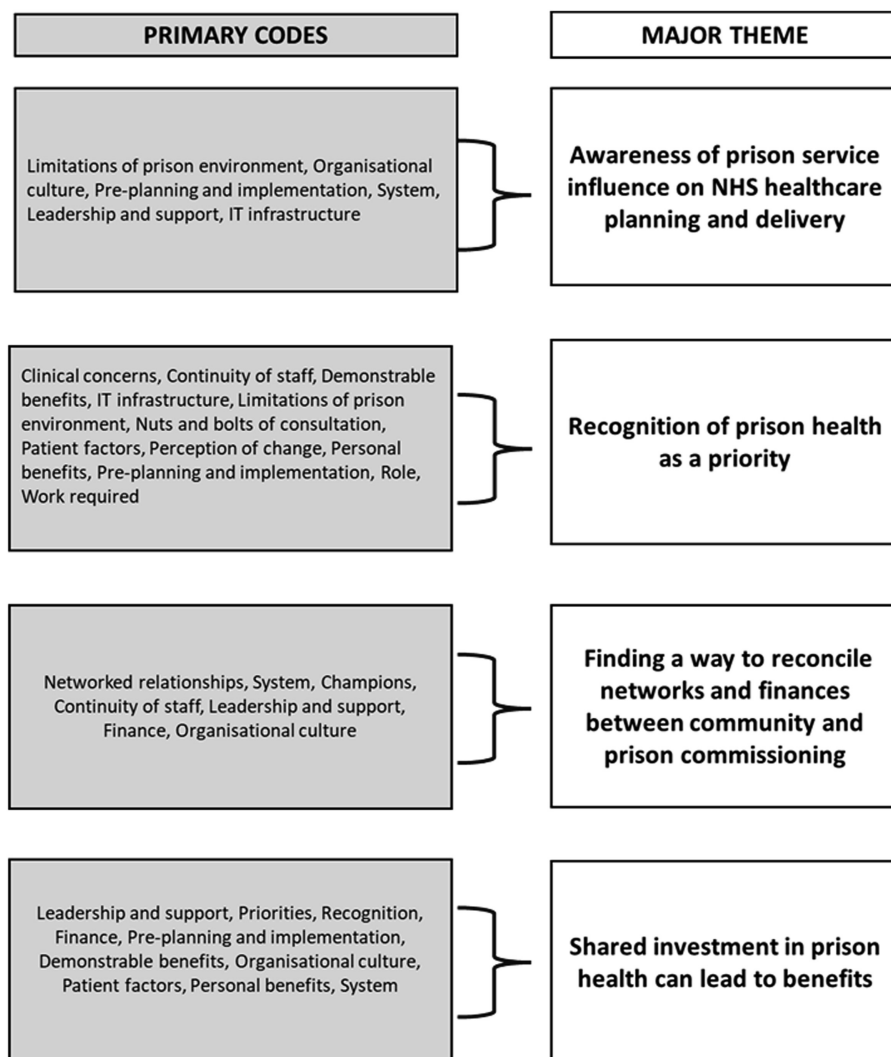 PRIMARY CODES
MAJOR THEME
Limitations of prison environment, Organisational
culture, Pre-planning and implementation, System,
Leadership and support, IT infrastructure
Awareness of prison service
influence on NHS healthcare
planning and delivery
Clinical concerns, Continuity of staff, Demonstrable
benefits, IT infrastructure, Limitations of prison
environment, Nuts and bolts of consultation,
Patient factors, Perception of change, Personal
benefits, Pre-planning and implementation, Role,
Work required
Recognition of prison health
as a priority
Networked relationships, System, Champions,
Continuity of staff, Leadership and support,
Finance, Organisational culture
Finding a way to reconcile
networks and finances
between community and
prison commissioning
Leadership and support, Priorities, Recognition,
Finance, Pre-planning and implementation,
Demonstrable benefits, Organisational culture,
Patient factors, Personal benefits, System
Shared investment in prison
health can lead to benefits